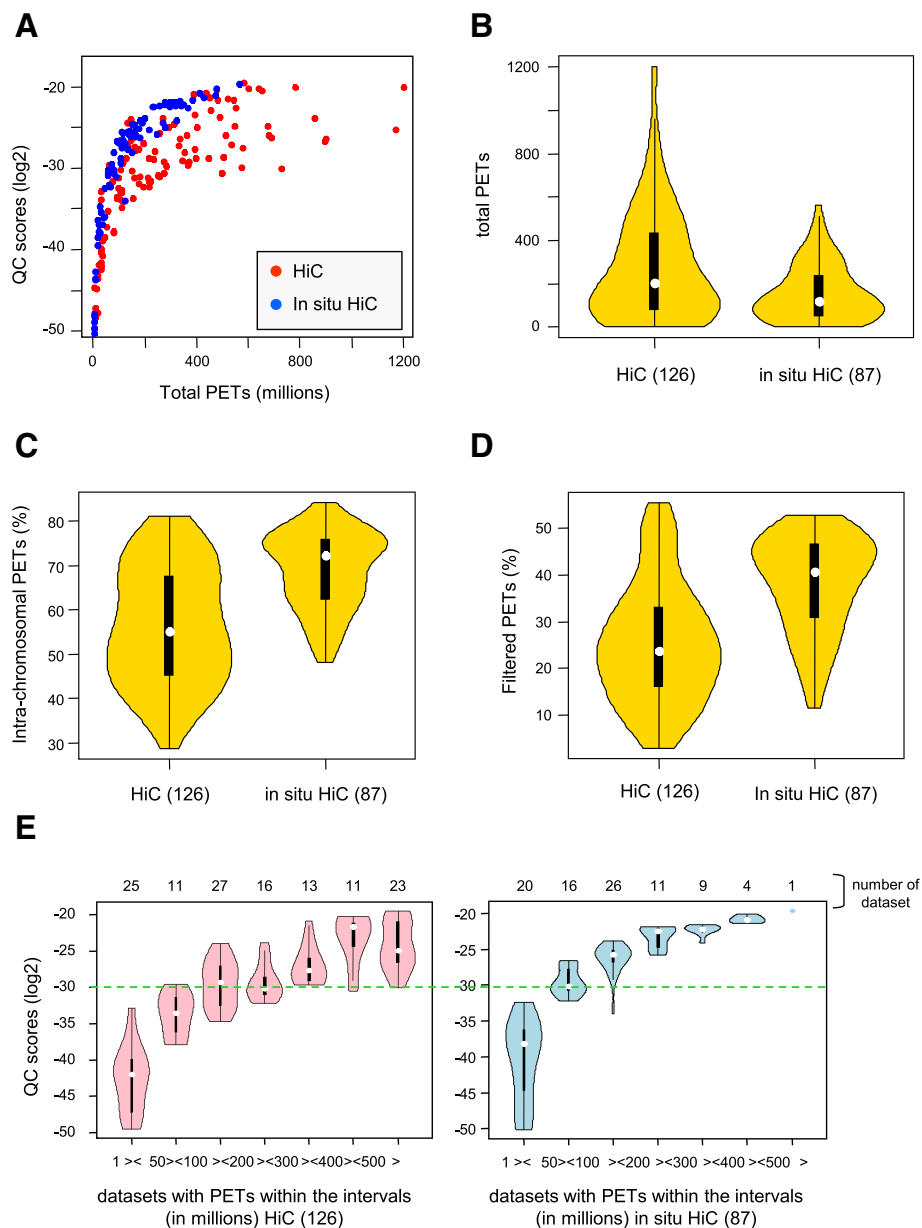 A
QC scores (log2)
-20
-30
-40
-50
0
400
800
1200
Total PETs (millions)
HiC
In situ HiC
B
total PETs
1200
800
400
0
HiC (126)
in situ HiC (87)
C
Intra-chromosomal PETs (%)
80
70
60
50
40
30
HiC (126)
in situ HiC (87)
D
Filtered PETs (%)
50
40
30
20
10
HiC (126)
In situ HiC (87)
E
25 11 27 16 13 11 23
QC scores (log2)
-20
-25
-30
-35
-40
-45
-50
1 >< 50><100 ><200 ><300 ><400 ><500 >
datasets with PETs within the intervals
(in millions) HiC (126)
20 16 26 11 9 4 1
number of
dataset
-20
-25
-30
-35
-40
-45
-50
1 >< 50><100 ><200 ><300 ><400 ><500 >
datasets with PETs within the intervals
(in millions) in situ HiC (87)